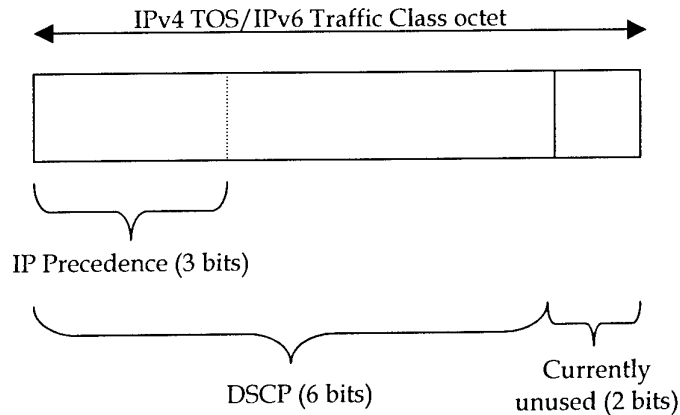 IPv4 TOS/IPv6 Traffic Class octet
IP Precedence (3 bits)
DSCP (6 bits)
Currently
unused (2 bits)